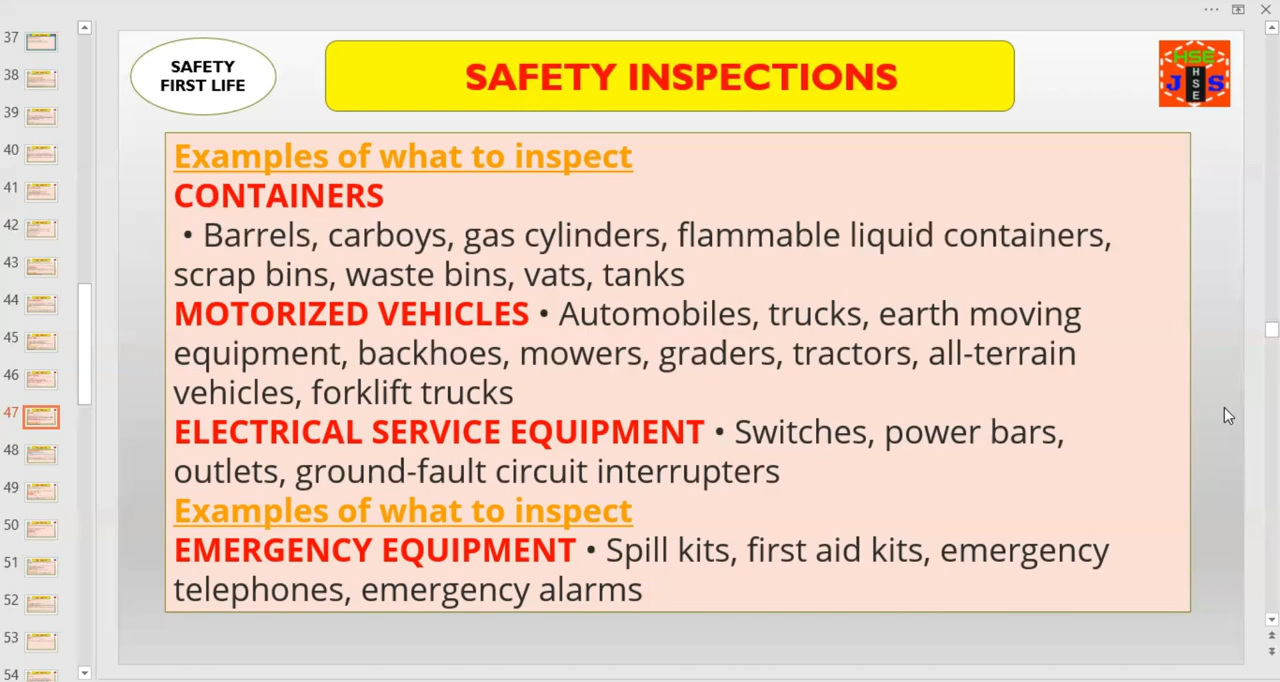 37
38
39
40
41
42
43
44
45
46
47
48
49
50
51
52
53
54
SAFETY
FIRST LIFE
SAFETY INSPECTIONS
HSE
J HSE S
Examples of what to inspect
CONTAINERS
• Barrels, carboys, gas cylinders, flammable liquid containers,
scrap bins, waste bins, vats, tanks
MOTORIZED VEHICLES • Automobiles, trucks, earth moving
equipment, backhoes, mowers, graders, tractors, all-terrain
vehicles, forklift trucks
ELECTRICAL SERVICE EQUIPMENT • Switches, power bars,
outlets, ground-fault circuit interrupters
Examples of what to inspect
EMERGENCY EQUIPMENT • Spill kits, first aid kits, emergency
telephones, emergency alarms